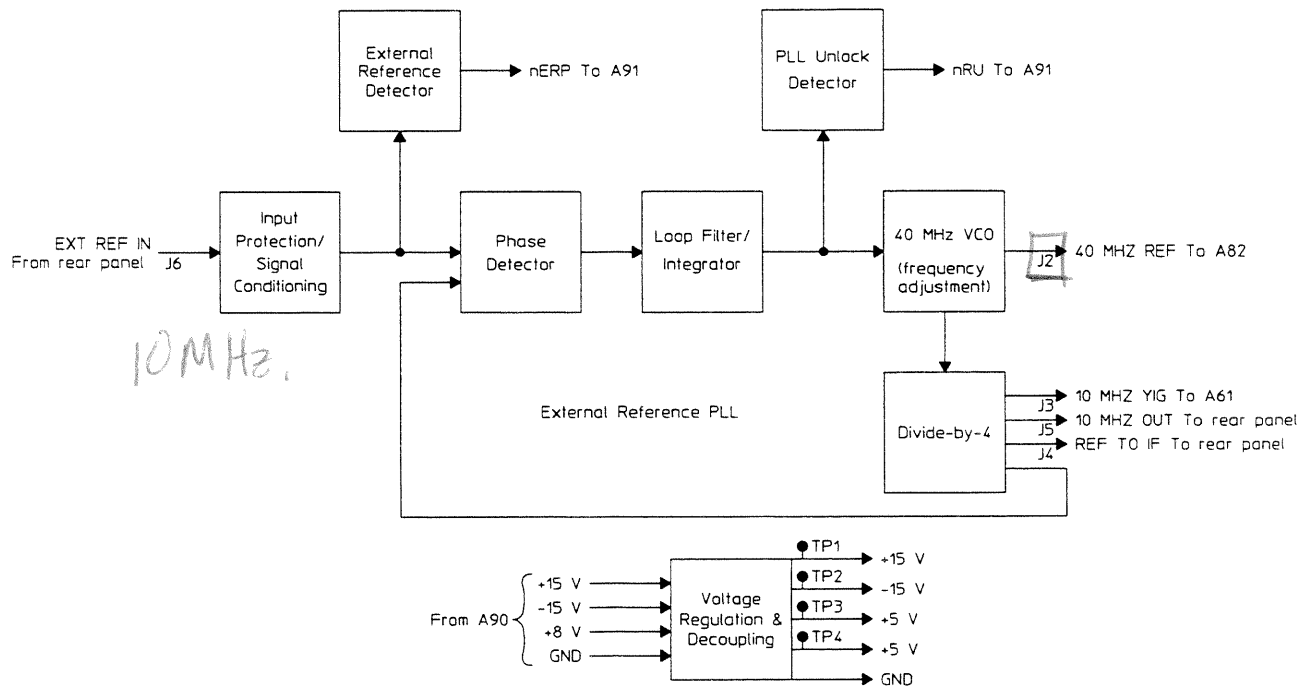 External
Reference
Detector
nERP To A91
PLL Unlock
Detector
nRU To A91
EXT REF IN
From rear panel
J6
Input
Protection/
Signal
Conditioning
Phase
Detector
Loop Filter/
Integrator
40 MHz VCO
(frequency
adjustment)
J2
40 MHZ REF To A82
10MHz.
External Reference PLL
Divide-by-4
J3
10 MHZ YIG To A61
J5
10 MHZ OUT To rear panel
J4
REF TO IF To rear panel
From A90
+15 V
-15 V
+8 V
GND
Voltage
Regulation &
Decoupling
TP1
+15 V
TP2
-15 V
TP3
+5 V
TP4
+5 V
GND